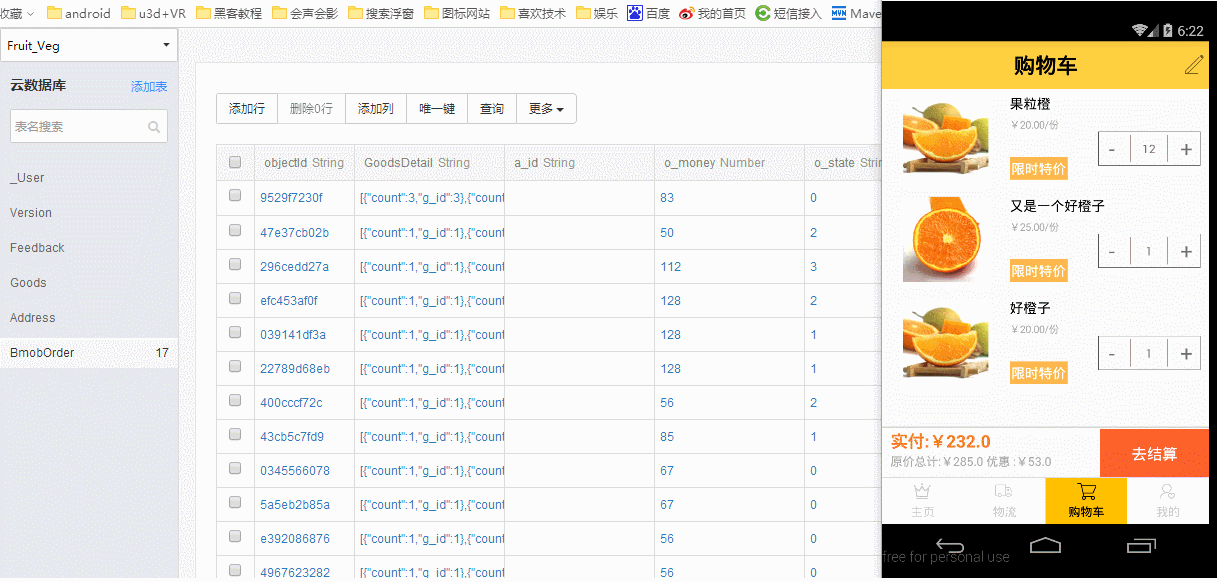 收藏 android u3d+VR 黑客教程 会声会影 搜索浮窗 图标网站 喜欢技术 娱乐 百度 我的首页 短信接入 Mave
Fruit_Veg
云数据库 添加表
表名搜索
_User
Version
Feedback
Goods
Address
BmobOrder 17
添加行 删除0行 添加列 唯一键 查询 更多
objectId String GoodsDetail String a_id String o_money Number o_state Strin
9529f7230f [{"count":3,"g_id":3},{"count 83 0
47e37cb02b [{"count":1,"g_id":1},{"count 50 2
296cedd27a [{"count":1,"g_id":1},{"count 112 3
efc453af0f [{"count":1,"g_id":1},{"count 128 2
039141df3a [{"count":1,"g_id":1},{"count 128 1
22789d68eb [{"count":1,"g_id":1},{"count 128 1
400cccf72c [{"count":1,"g_id":1},{"count 56 2
43cb5c7fd9 [{"count":1,"g_id":1},{"count 85 1
0345566078 [{"count":1,"g_id":1},{"count 67 0
5a5eb2b85a [{"count":1,"g_id":1},{"count 67 0
e392086876 [{"count":1,"g_id":1},{"count 56 0
4967623282 [{"count":1,"g_id":1},{"count 56 0
6:22
购物车
果粒橙
￥20.00/份
- 12 +
限时特价
又是一个好橙子
￥25.00/份
- 1 +
限时特价
好橙子
￥20.00/份
- 1 +
限时特价
实付:￥232.0
原价总计:￥285.0 优惠 :￥53.0
去结算
主页 物流 购物车 我的
free for personal use